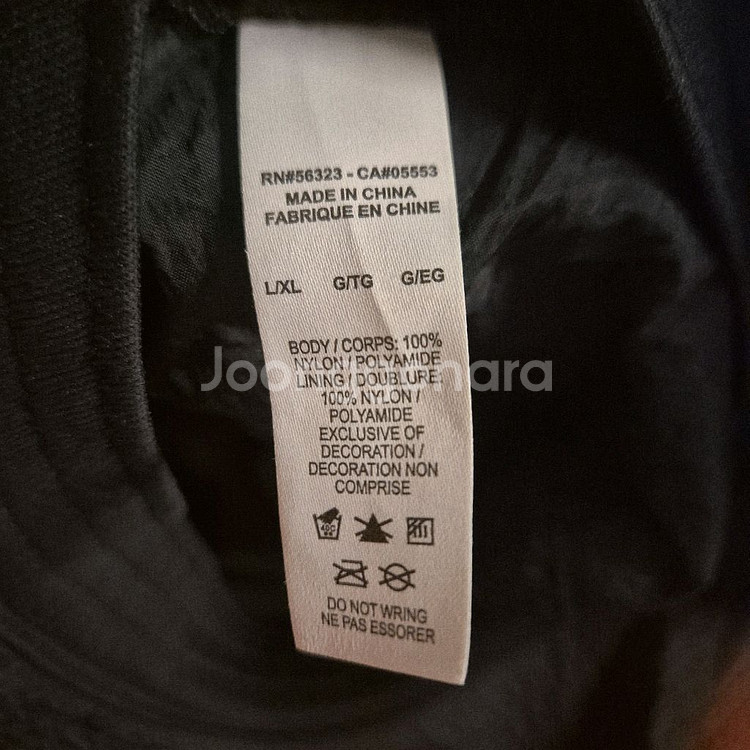 RN#56323 - CA#05553
MADE IN CHINA
FABRIQUE EN CHINE
L/XL G/TG G/EG
BODY / CORPS: 100%
NYLON / POLYAMIDE
LINING / DOUBLURE:
100% NYLON /
POLYAMIDE
EXCLUSIVE OF
DECORATION /
DECORATION NON
COMPRISE
40C
DO NOT WRING
NE PAS ESSORER